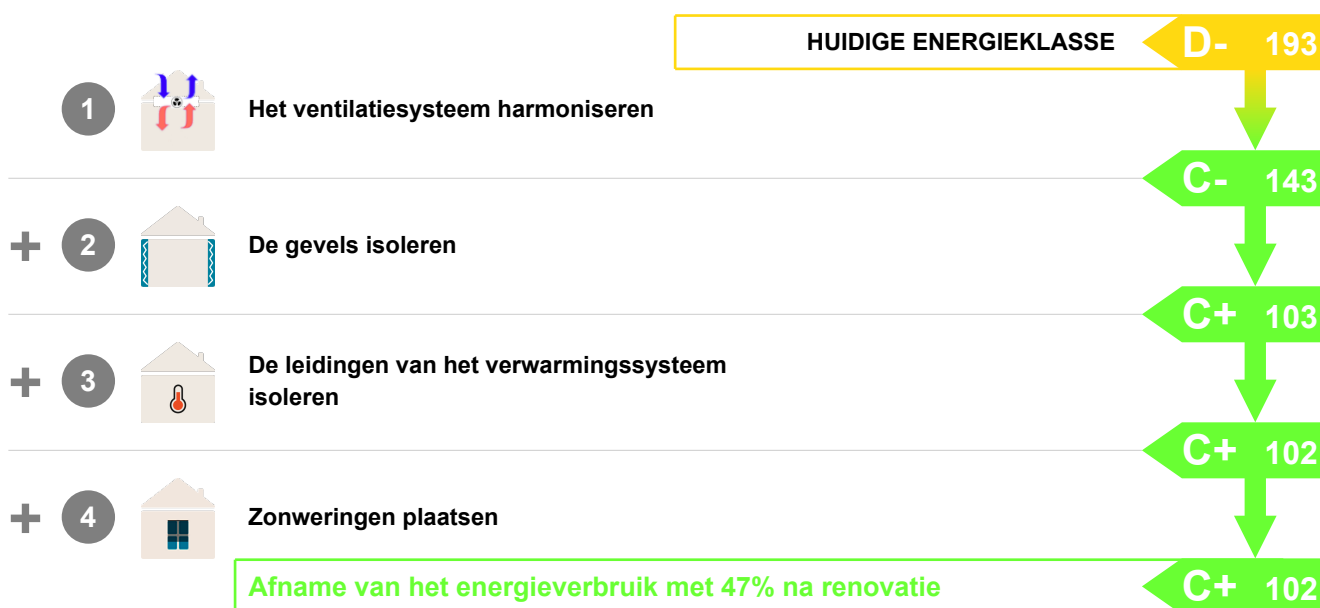 HUIDIGE ENERGIEKLASSE D- 193
1 Het ventilatiesysteem harmoniseren
C- 143
+ 2 De gevels isoleren
C+ 103
+ 3 De leidingen van het verwarmingssysteem
isoleren
C+ 102
+ 4 Zonweringen plaatsen
Afname van het energieverbruik met 47% na renovatie C+ 102